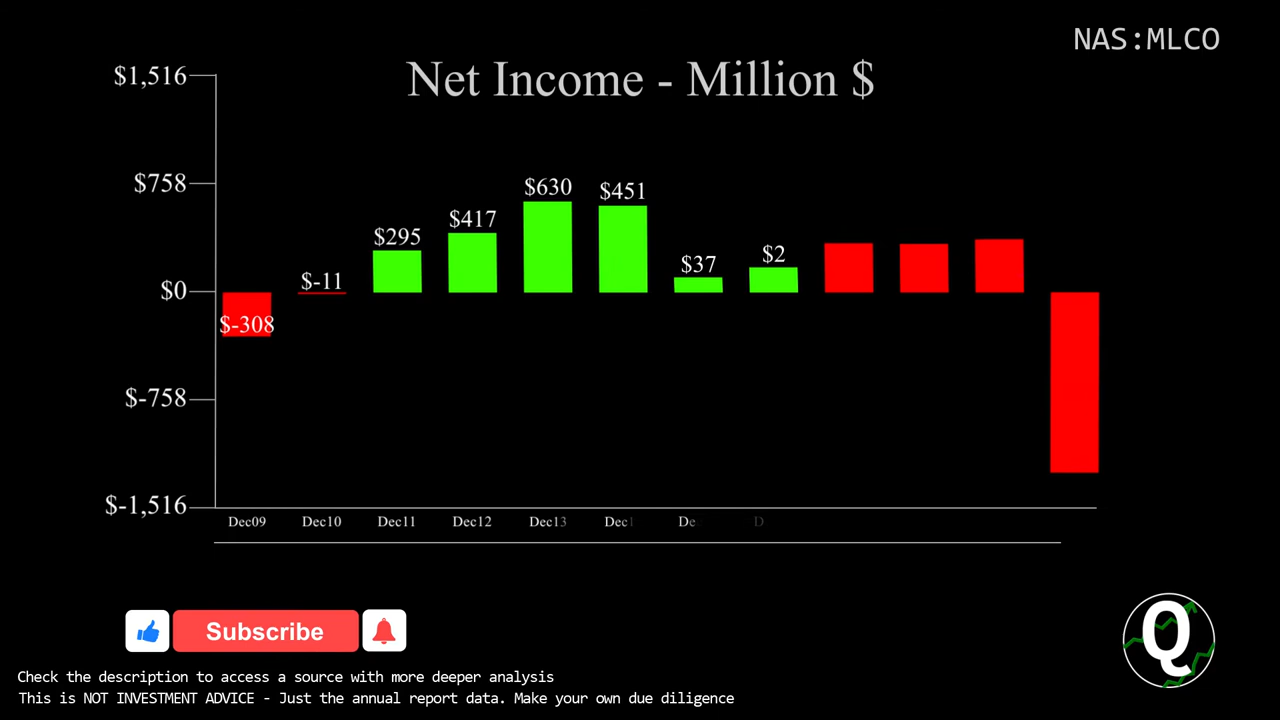 NAS:MLCO
Net Income - Million $
$1,516
$758
$0
$-758
$-1,516
$-308
$-11
$295
$417
$630
$451
$37
$2
Dec09 Dec10 Dec11 Dec12 Dec13 Dec1 De D
Subscribe
Q
Check the description to access a source with more deeper analysis
This is NOT INVESTMENT ADVICE - Just the annual report data. Make your own due diligence